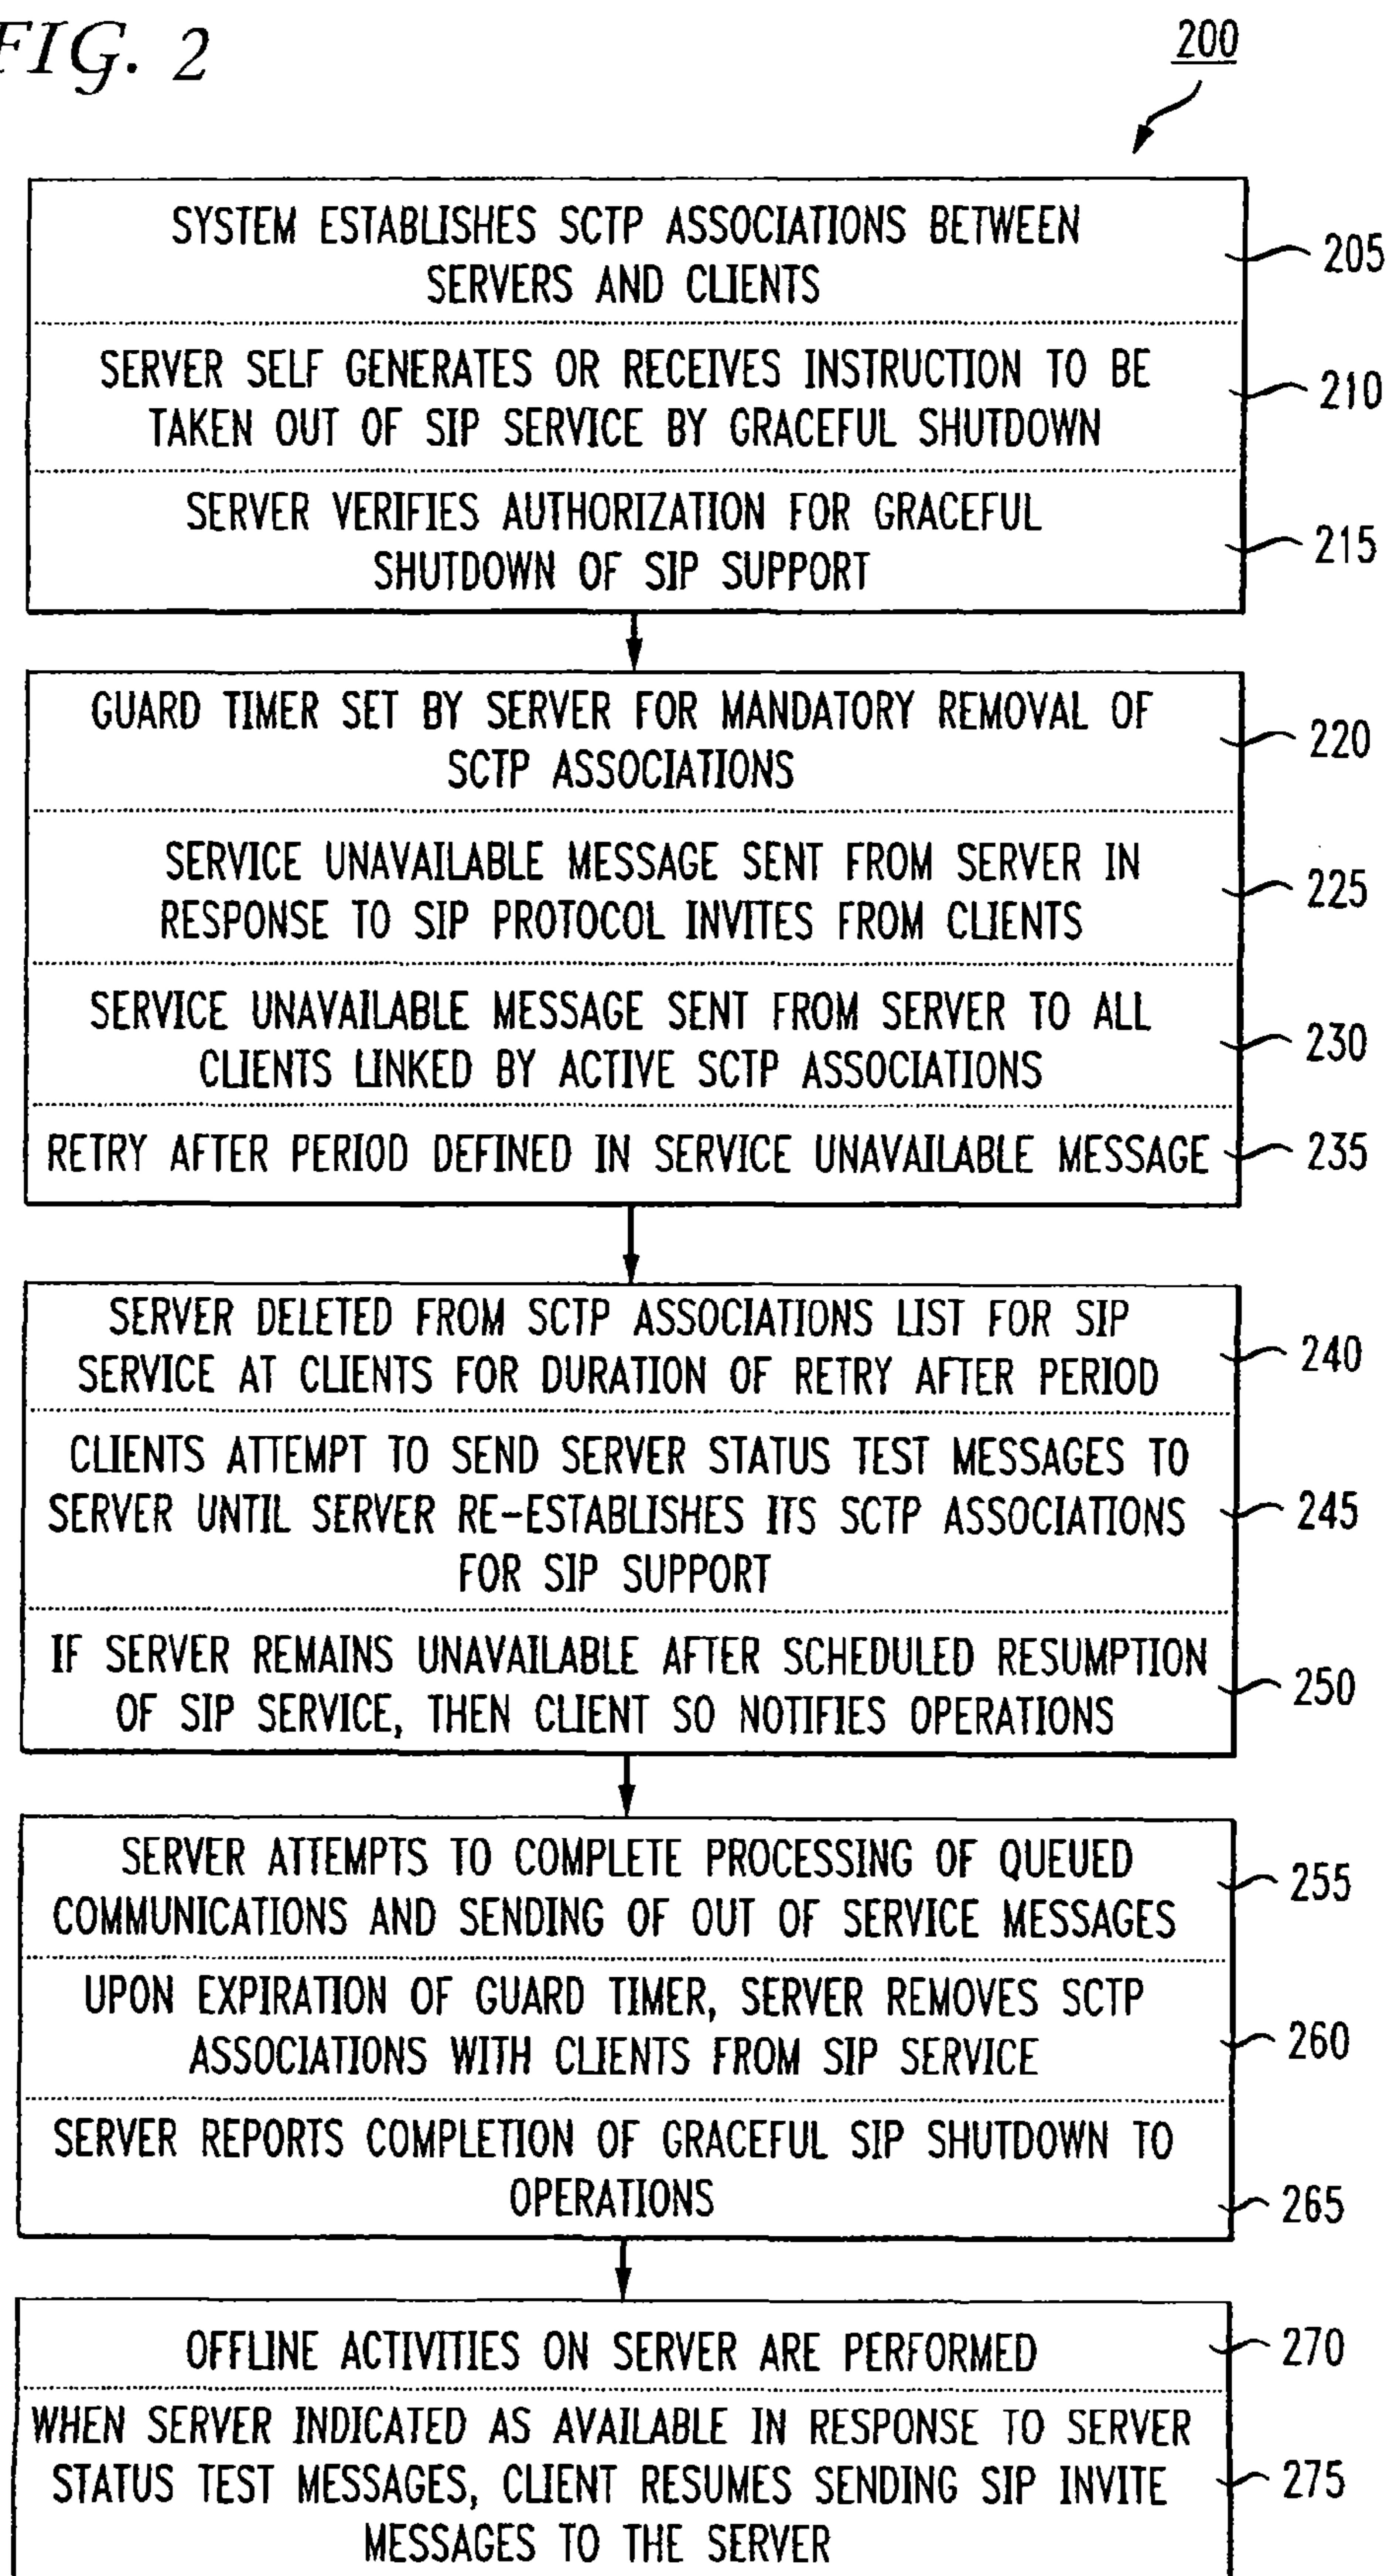 FIG. 2
200
SYSTEM ESTABLISHES SCTP ASSOCIATIONS BETWEEN
SERVERS AND CLIENTS
205
SERVER SELF GENERATES OR RECEIVES INSTRUCTION TO BE
TAKEN OUT OF SIP SERVICE BY GRACEFUL SHUTDOWN
210
SERVER VERIFIES AUTHORIZATION FOR GRACEFUL
SHUTDOWN OF SIP SUPPORT
215
GUARD TIMER SET BY SERVER FOR MANDATORY REMOVAL OF
SCTP ASSOCIATIONS
220
SERVICE UNAVAILABLE MESSAGE SENT FROM SERVER IN
RESPONSE TO SIP PROTOCOL INVITES FROM CLIENTS
225
SERVICE UNAVAILABLE MESSAGE SENT FROM SERVER TO ALL
CLIENTS LINKED BY ACTIVE SCTP ASSOCIATIONS
230
RETRY AFTER PERIOD DEFINED IN SERVICE UNAVAILABLE MESSAGE
235
SERVER DELETED FROM SCTP ASSOCIATIONS LIST FOR SIP
SERVICE AT CLIENTS FOR DURATION OF RETRY AFTER PERIOD
240
CLIENTS ATTEMPT TO SEND SERVER STATUS TEST MESSAGES TO
SERVER UNTIL SERVER RE-ESTABLISHES ITS SCTP ASSOCIATIONS
FOR SIP SUPPORT
245
IF SERVER REMAINS UNAVAILABLE AFTER SCHEDULED RESUMPTION
OF SIP SERVICE, THEN CLIENT SO NOTIFIES OPERATIONS
250
SERVER ATTEMPTS TO COMPLETE PROCESSING OF QUEUED
COMMUNICATIONS AND SENDING OF OUT OF SERVICE MESSAGES
255
UPON EXPIRATION OF GUARD TIMER, SERVER REMOVES SCTP
ASSOCIATIONS WITH CLIENTS FROM SIP SERVICE
260
SERVER REPORTS COMPLETION OF GRACEFUL SIP SHUTDOWN TO
OPERATIONS
265
OFFLINE ACTIVITIES ON SERVER ARE PERFORMED
270
WHEN SERVER INDICATED AS AVAILABLE IN RESPONSE TO SERVER
STATUS TEST MESSAGES, CLIENT RESUMES SENDING SIP INVITE
MESSAGES TO THE SERVER
275